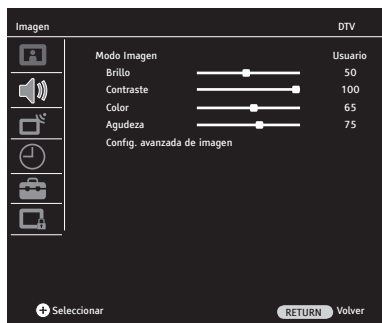 Imagen DTV
Modo Imagen Usuario
Brillo 50
Contraste 100
Color 65
Agudeza 75
Config. avanzada de imagen
Seleccionar RETURN Volver